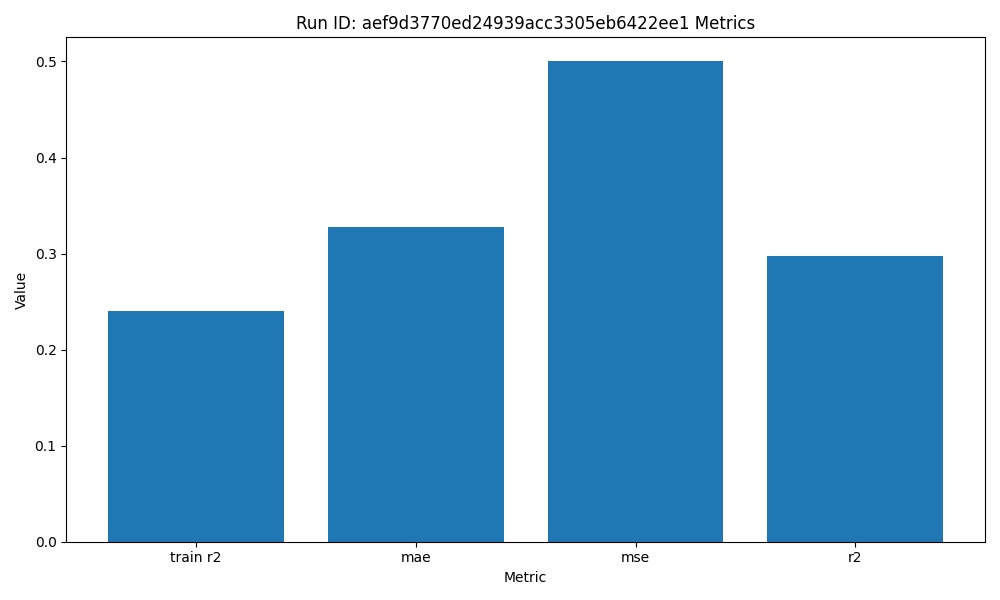 Run ID: aef9d3770ed24939acc3305eb6422ee1 Metrics
0.5
0.4
0.3
0.2
0.1
0.0
Value
train r2
mae
mse
r2
Metric